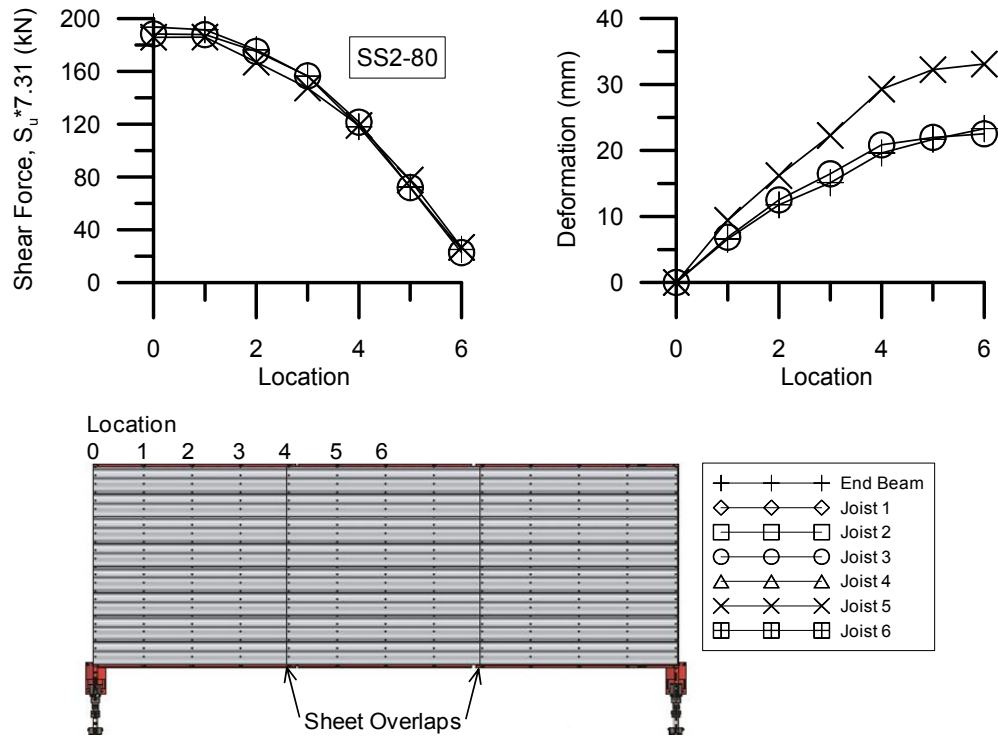 Shear Force, Su*7.31 (kN)
200
160
120
80
40
0
0 2 4 6
Location
SS2-80
Deformation (mm)
40
30
20
10
0
0 2 4 6
Location
Location
0 1 2 3 4 5 6
Sheet Overlaps
End Beam
Joist 1
Joist 2
Joist 3
Joist 4
Joist 5
Joist 6